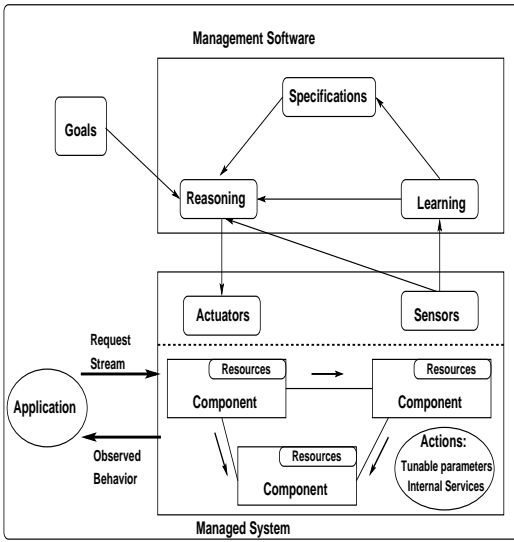 Management Software
Specifications
Goals
Reasoning
Learning
Actuators
Sensors
Request
Stream
Resources
Resources
Component
Component
Application
Observed
Behavior
Resources
Component
Actions:
Tunable parameters
Internal Services
Managed System